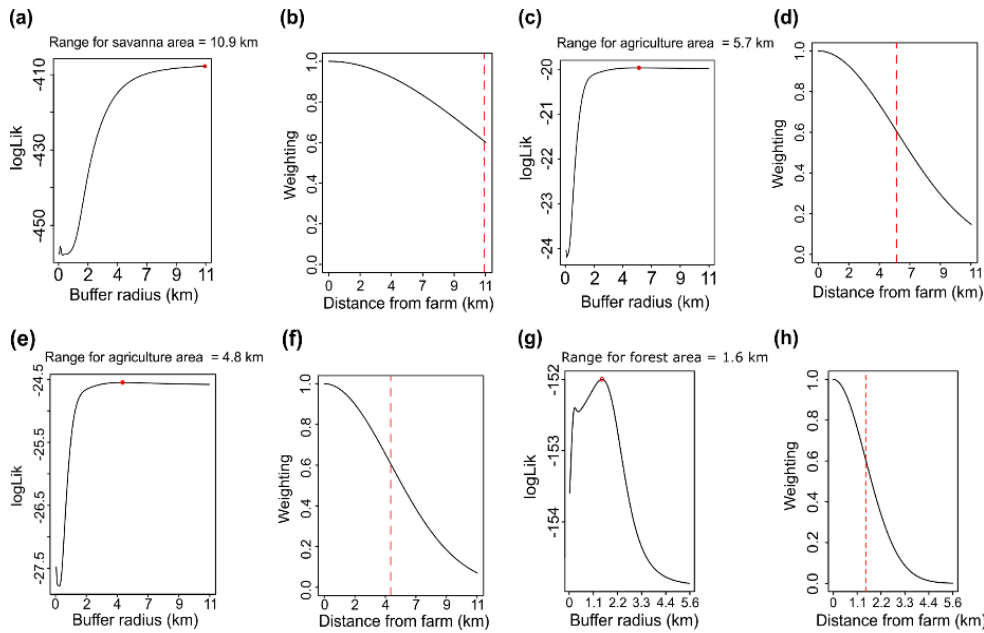 (a)
Range for savanna area = 10.9 km
-410
-430
-450
logLik
0 2 4 7 9 11
Buffer radius (km)
(b)
1.0
0.8
0.6
0.4
0.2
0.0
Weighting
0 2 4 7 9 11
Distance from farm (km)
(c)
Range for agriculture area = 5.7 km
-20
-21
-22
-23
-24
logLik
0 2 4 7 9 11
Buffer radius (km)
(d)
1.0
0.8
0.6
0.4
0.2
0.0
Weighting
0 2 4 7 9 11
Distance from farm (km)
(e)
Range for agriculture area = 4.8 km
-24.5
-25.5
-26.5
-27.5
logLik
0 2 4 7 9 11
Buffer radius (km)
(f)
1.0
0.8
0.6
0.4
0.2
0.0
Weighting
0 2 4 7 9 11
Distance from farm (km)
(g)
Range for forest area = 1.6 km
-152
-153
-154
logLik
0 1.1 2.2 3.3 4.4 5.6
Buffer radius (km)
(h)
1.0
0.8
0.6
0.4
0.2
0.0
Weighting
0 1.1 2.2 3.3 4.4 5.6
Distance from farm (km)